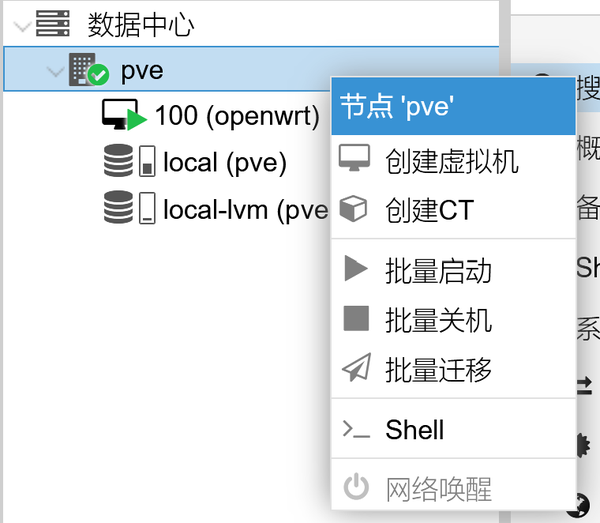 数据中心
pve
100 (openwrt)
local (pve)
local-lvm (pve
节点 'pve'
创建虚拟机
创建CT
批量启动
批量关机
批量迁移
Shell
网络唤醒
搜
概
备
Sh
系